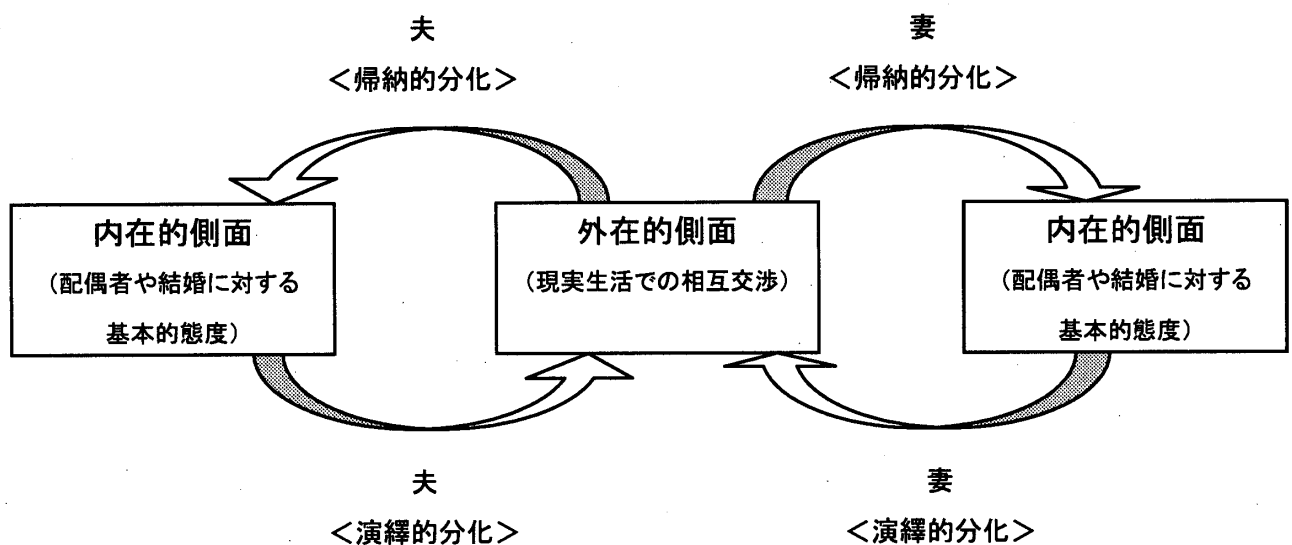 夫
＜帰納的分化＞
妻
＜帰納的分化＞
内在的側面
（配偶者や結婚に対する
基本的態度）
外在的側面
（現実生活での相互交渉）
内在的側面
（配偶者や結婚に対する
基本的態度）
夫
＜演繹的分化＞
妻
＜演繹的分化＞